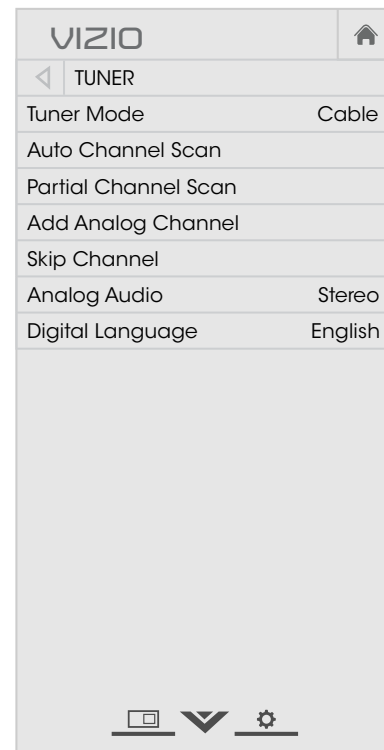 VIZIO
TUNER
Tuner Mode Cable
Auto Channel Scan
Partial Channel Scan
Add Analog Channel
Skip Channel
Analog Audio Stereo
Digital Language English